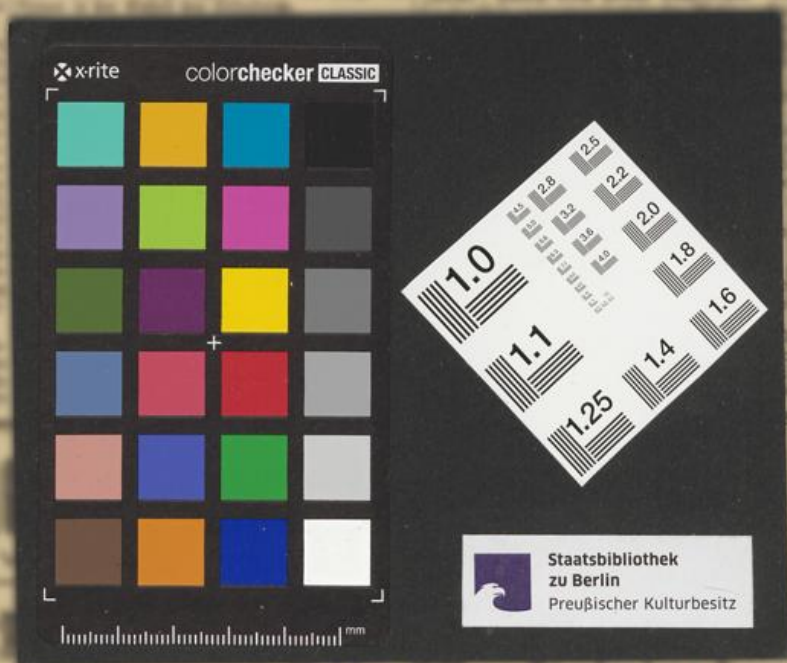 x·rite colorchecker CLASSIC
2.5
2.8
2.2
4.5
3.2
2.0
3.6
1.8
4.0
1.0
1.6
1.1
1.4
1.25
Staatsbibliothek
zu Berlin
Preußischer Kulturbesitz
mm